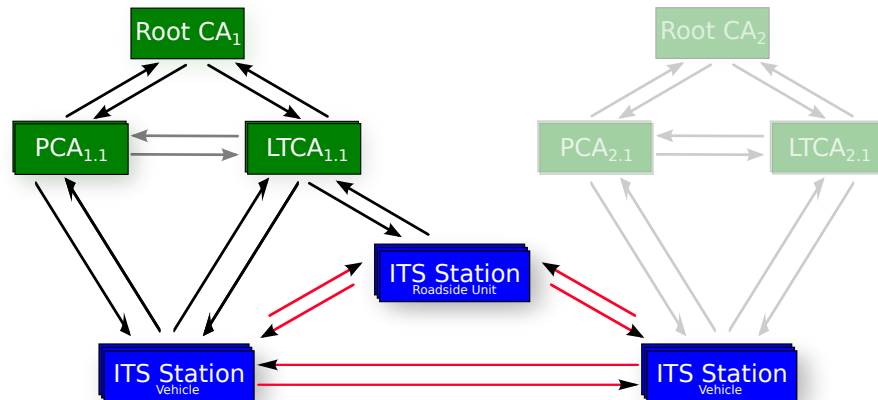 Root CA₁
Root CA₂
PCA₁.₁
LTCA₁.₁
PCA₂.₁
LTCA₂.₁
ITS Station
Roadside Unit
ITS Station
Vehicle
ITS Station
Vehicle